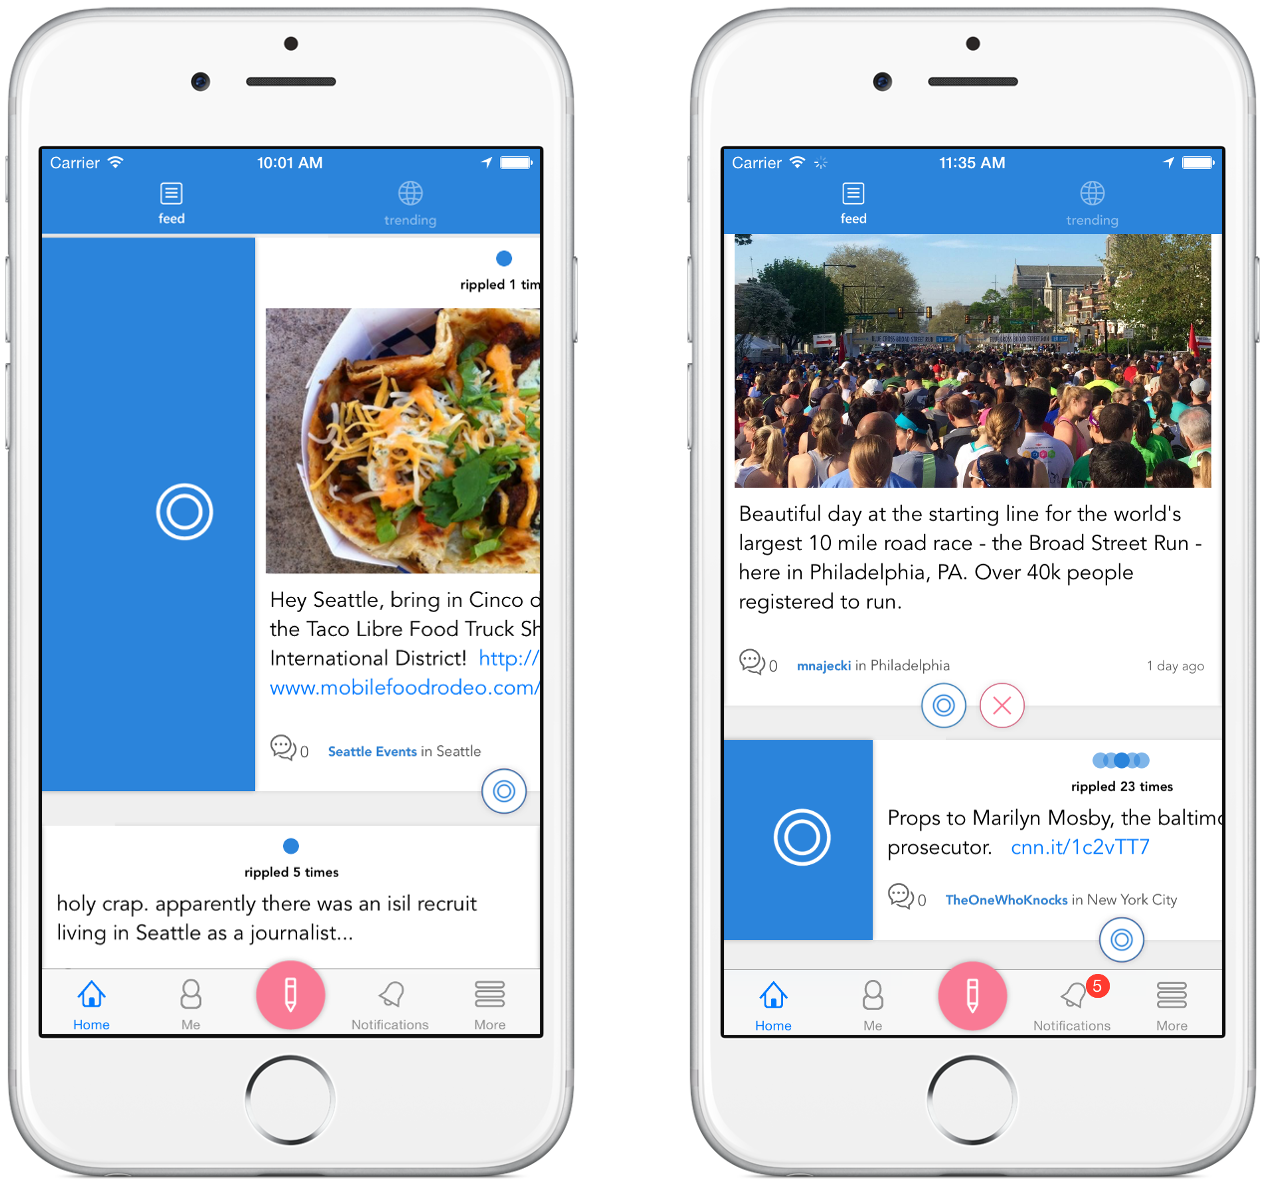 Carrier 10:01 AM
feed trending
rippled 1 tim
Hey Seattle, bring in Cinco d
the Taco Libre Food Truck Sh
International District! http://
www.mobilefoodrodeo.com/
0 Seattle Events in Seattle
rippled 5 times
holy crap. apparently there was an isil recruit
living in Seattle as a journalist...
Home Me Notifications More
Carrier 11:35 AM
feed trending
Beautiful day at the starting line for the world's
largest 10 mile road race - the Broad Street Run -
here in Philadelphia, PA. Over 40k people
registered to run.
0 mnajecki in Philadelphia 1 day ago
rippled 23 times
Props to Marilyn Mosby, the baltimo
prosecutor. cnn.it/1c2vTT7
0 TheOneWhoKnocks in New York City
5
Home Me Notifications More